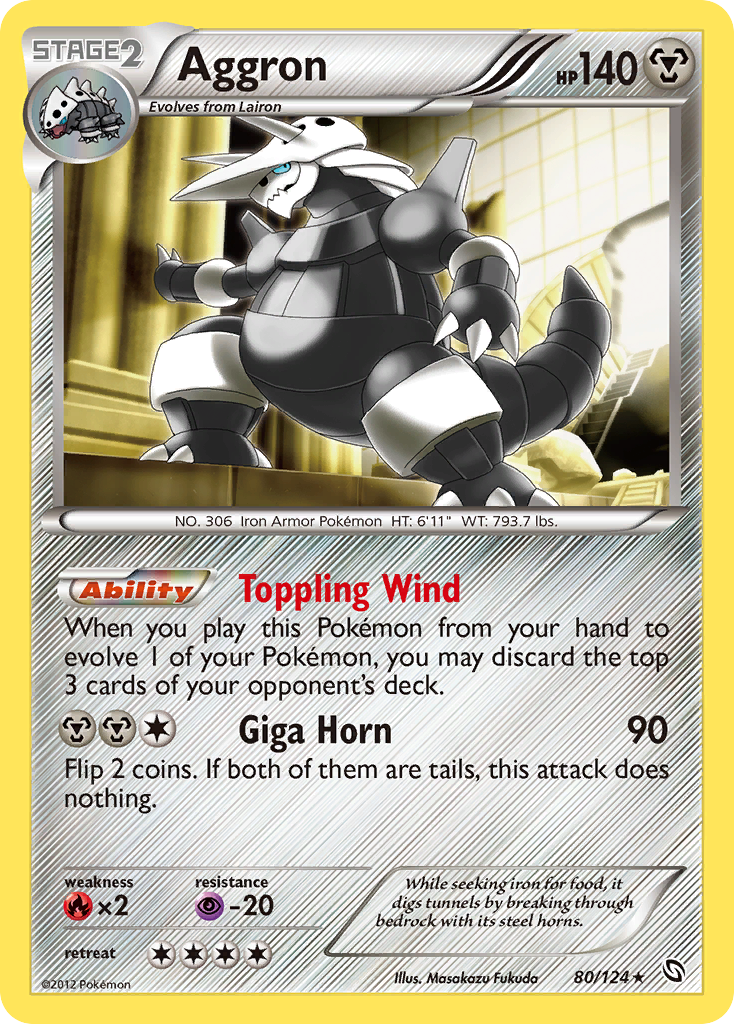 STAGE2
Aggron
HP140
Evolves from Lairon
NO. 306 Iron Armor Pokémon HT: 6'11" WT: 793.7 lbs.
Ability Toppling Wind
When you play this Pokémon from your hand to
evolve 1 of your Pokémon, you may discard the top
3 cards of your opponent's deck.
Giga Horn 90
Flip 2 coins. If both of them are tails, this attack does
nothing.
weakness resistance
×2 -20
retreat
While seeking iron for food, it
digs tunnels by breaking through
bedrock with its steel horns.
©2012 Pokémon Illus. Masakazu Fukuda 80/124★